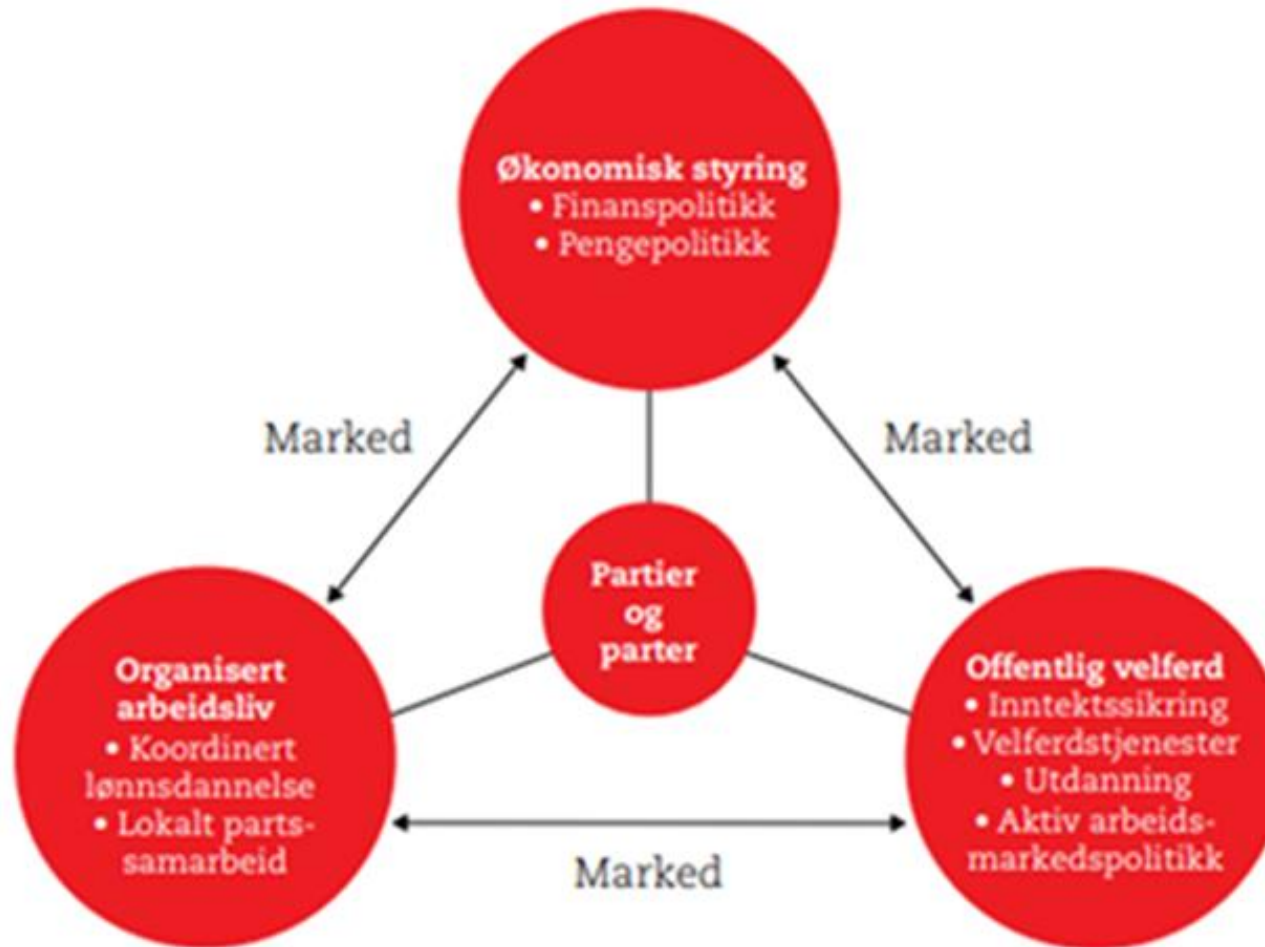 Økonomisk styring
• Finanspolitikk
• Pengepolitikk
Marked
Marked
Partier
og
parter
Organisert
arbeidsliv
• Koordinert
lønnsdannelse
• Lokalt parts-
samarbeid
Offentlig velferd
• Inntektssikring
• Velferdstjenester
• Utdanning
• Aktiv arbeids-
markedspolitikk
Marked